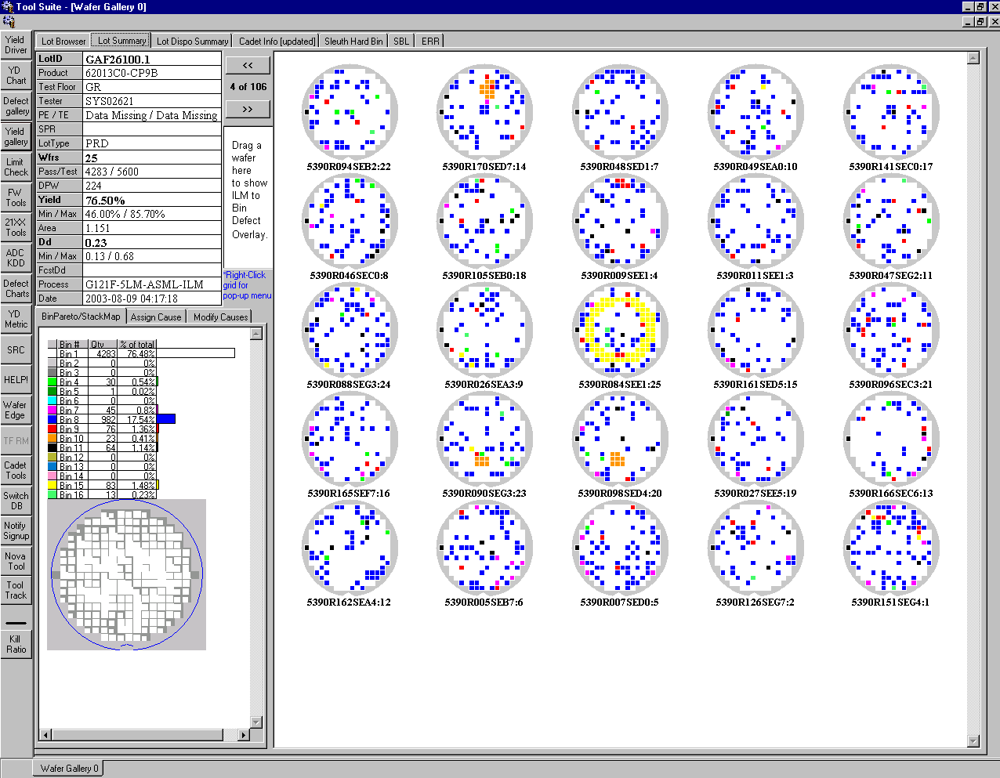 Tool Suite - [Wafer Gallery 0]
Yield
Driver
YD
Chart
Defect
gallery
Yield
gallery
Limit
Check
FW
Tools
21XX
Tools
ADC
KDD
Defect
Charts
YD
Metric
SRC
HELP!
Wafer
Edge
TF RM
Cadet
Tools
Switch
DB
Notify
Signup
Nova
Tool
Tool
Track
Kill
Ratio
Lot Browser Lot Summary Lot Dispo Summary Cadet Info [updated] Sleuth Hard Bin SBL ERR
LotID GAF26100.1
Product 62013C0-CP9B
Test Floor GR
Tester SYS02621
PE / TE Data Missing / Data Missing
SPR
LotType PRD
Wfrs 25
Pass/Test 4283 / 5600
DPW 224
Yield 76.50%
Min / Max 46.00% / 85.70%
Area 1.151
Dd 0.23
Min / Max 0.13 / 0.68
FcstDd
Process G121F-5LM-ASML-ILM
Date 2003-08-09 04:17:18
<<
4 of 106
>>
Drag a
wafer
here
to show
ILM to
Bin
Defect
Overlay.
*Right-Click
grid for
pop-up menu
BinPareto/StackMap Assign Cause Modify Causes
Bin # Qty % of total
Bin 1 4283 76.48%
Bin 2 0 0%
Bin 3 0 0%
Bin 4 30 0.54%
Bin 5 1 0.02%
Bin 6 0 0%
Bin 7 45 0.8%
Bin 8 982 17.54%
Bin 9 76 1.36%
Bin 10 23 0.41%
Bin 11 64 1.14%
Bin 12 0 0%
Bin 13 0 0%
Bin 14 0 0%
Bin 15 83 1.48%
Bin 16 13 0.23%
5390R094SEB2:22 5390R170SED7:14 5390R048SED1:7 5390R049SEA0:10 5390R141SEC0:17
5390R046SEC0:8 5390R105SEB0:18 5390R009SEE1:4 5390R011SEE1:3 5390R047SEG2:11
5390R088SEG3:24 5390R026SEA3:9 5390R084SEE1:25 5390R161SED5:15 5390R096SEC3:21
5390R165SEF7:16 5390R090SEG3:23 5390R098SED4:20 5390R027SEE5:19 5390R166SEC6:13
5390R162SEA4:12 5390R005SEB7:6 5390R007SED0:5 5390R126SEG7:2 5390R151SEG4:1
Wafer Gallery 0